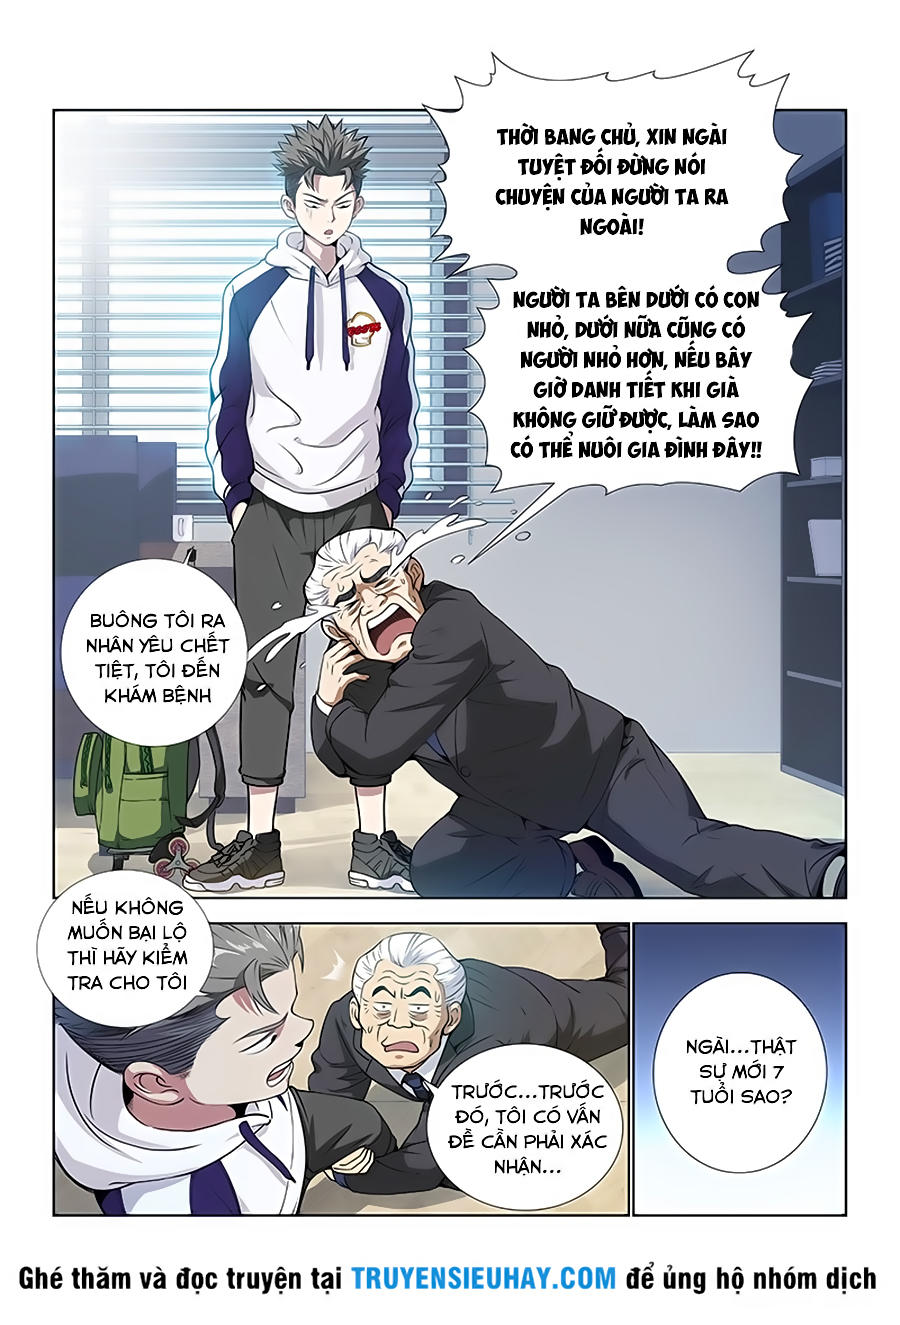 THỜI BANG CHỦ, XIN NGÀI
TUYỆT ĐỐI ĐỪNG NÓI
CHUYỆN CỦA NGƯỜI TA RA
NGOÀI!
NGƯỜI TA BÊN DƯỚI CÓ CON
NHỎ, DƯỚI NỮA CŨNG CÓ
NGƯỜI NHỎ HƠN, NẾU BÂY
GIỜ DANH TIẾT KHI GIÀ
KHÔNG GIỮ ĐƯỢC, LÀM SAO
CÓ THỂ NUÔI GIA ĐÌNH ĐÂY!!
BUÔNG TÔI RA
NHÂN YÊU CHẾT
TIỆT, TÔI ĐẾN
KHÁM BỆNH
NẾU KHÔNG
MUỐN BẠI LỘ
THÌ HÃY KIỂM
TRA CHO TÔI
TRƯỚC...TRƯỚC
ĐÓ, TÔI CÓ VẤN
ĐỀ CẦN PHẢI XÁC
NHẬN...
NGÀI...THẬT
SỰ MỚI 7
TUỔI SAO?
Ghé thăm và đọc truyện tại TRUYENSIEUHAY.COM để ủng hộ nhóm dịch